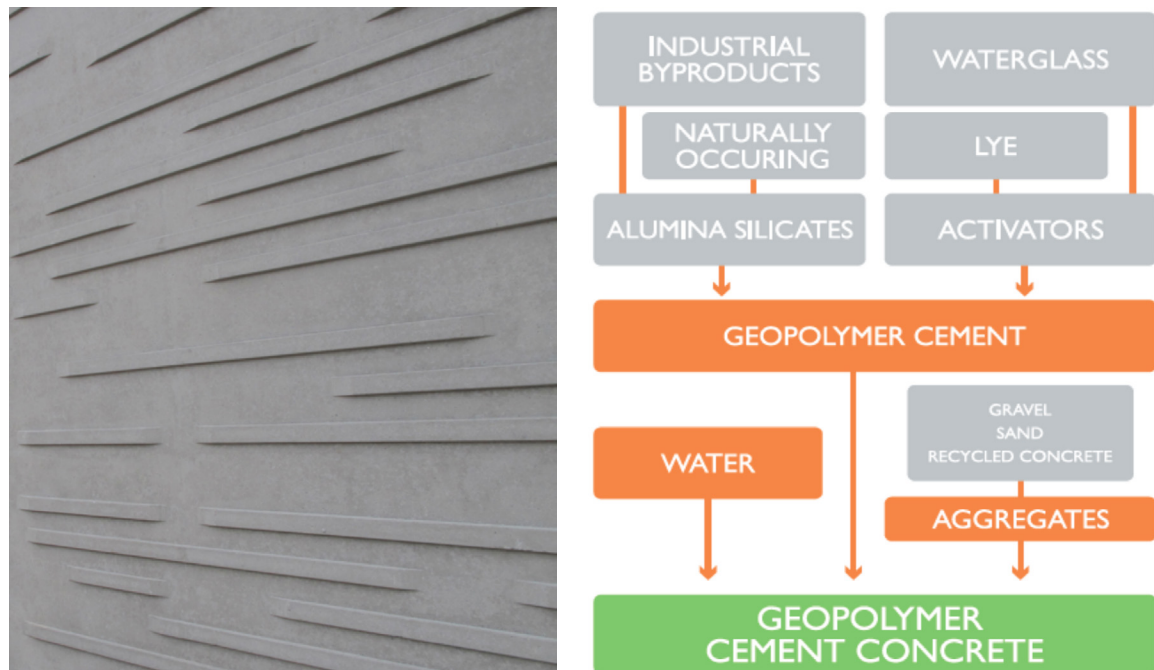 INDUSTRIAL
BYPRODUCTS
WATERGLASS
NATURALLY
OCCURING
LYE
ALUMINA SILICATES
ACTIVATORS
GEOPOLYMER CEMENT
GRAVEL
SAND
RECYCLED CONCRETE
WATER
AGGREGATES
GEOPOLYMER
CEMENT CONCRETE